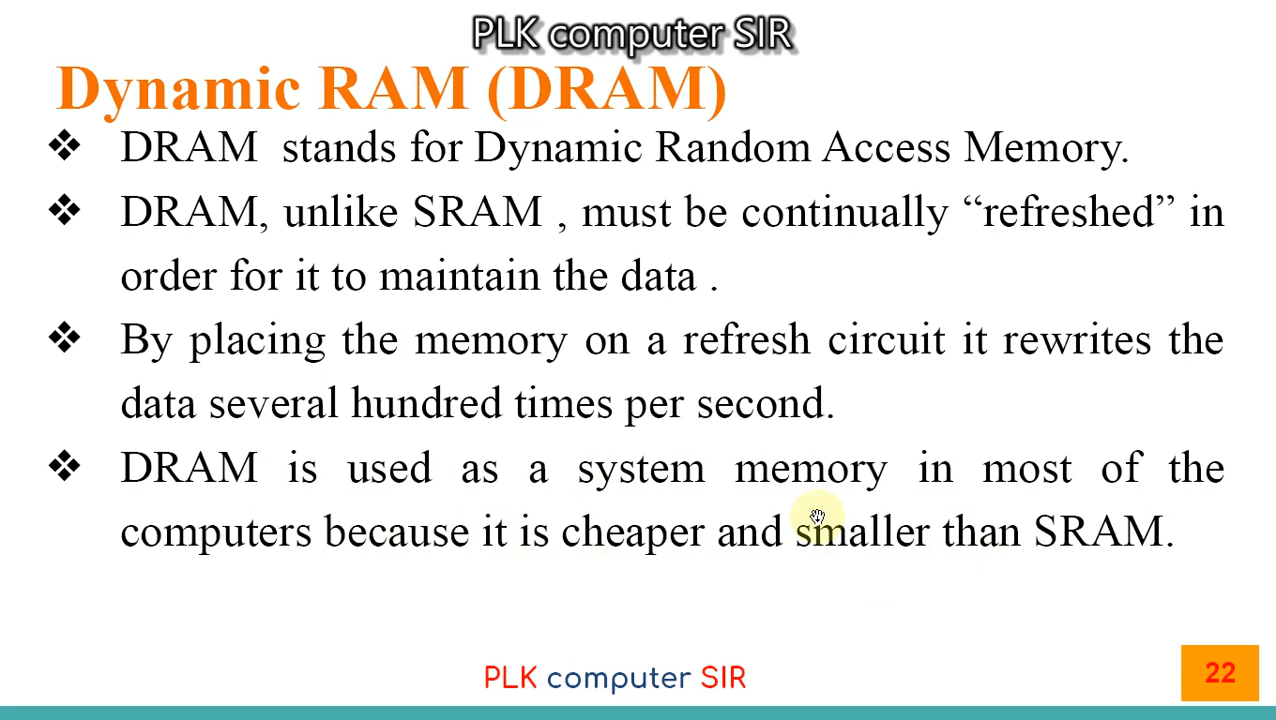 PLK computer SIR
Dynamic RAM (DRAM)
❖ DRAM stands for Dynamic Random Access Memory.
❖ DRAM, unlike SRAM , must be continually “refreshed” in
order for it to maintain the data .
❖ By placing the memory on a refresh circuit it rewrites the
data several hundred times per second.
❖ DRAM is used as a system memory in most of the
computers because it is cheaper and smaller than SRAM.
PLK computer SIR
22